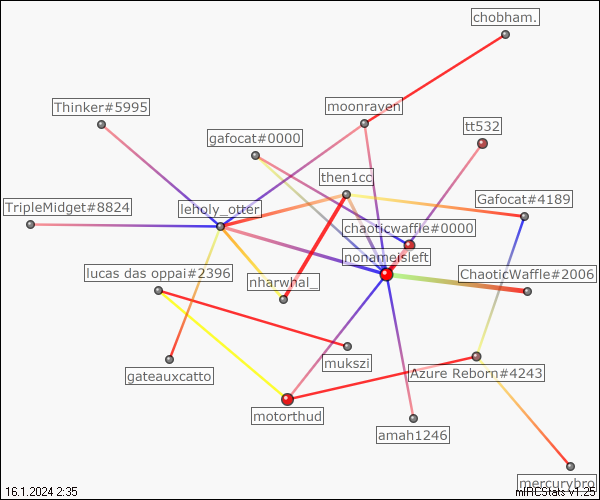 chobham.
Thinker#5995
moonraven
gafocat#0000
tt532
then1cc
TripleMidget#8824
leholy_otter
Gafocat#4189
chaoticwaffle#0000
nonameisleft
lucas das oppai#2396
nharwhal_
ChaoticWaffle#2006
gateauxcatto
mukszi
Azure Reborn#4243
motorthud
amah1246
mercurybro
16.1.2024 2:35
mIRCStats v1.25